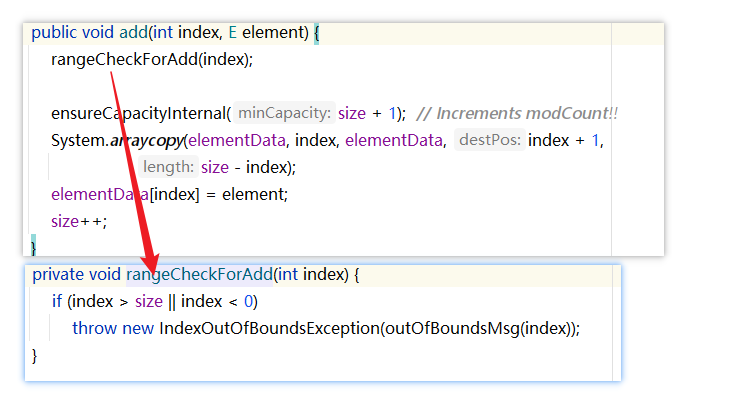 public void add(int index, E element) {
rangeCheckForAdd(index);
ensureCapacityInternal( minCapacity: size + 1);  // Increments modCount!!
System.arraycopy(elementData, index, elementData, destPos: index + 1,
length: size - index);
elementData[index] = element;
size++;
}
private void rangeCheckForAdd(int index) {
if (index > size || index < 0)
throw new IndexOutOfBoundsException(outOfBoundsMsg(index));
}